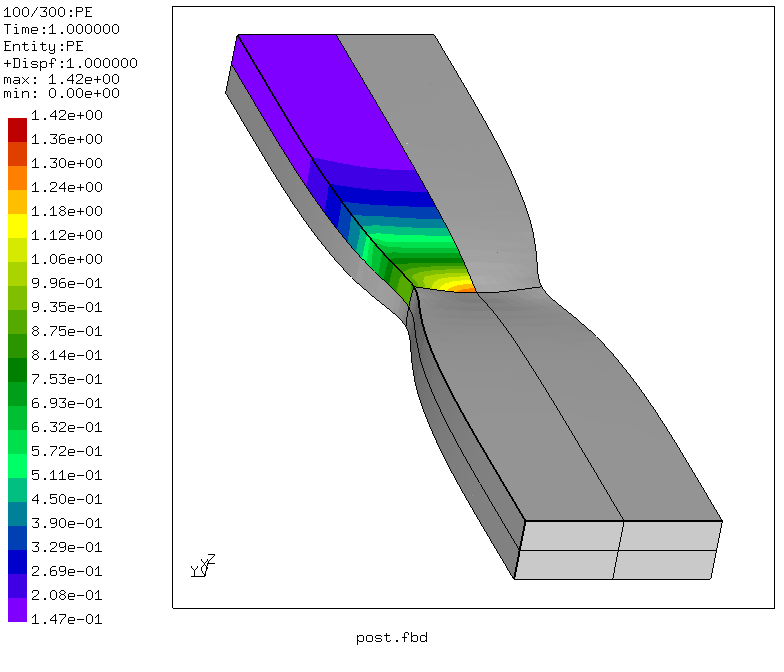 100/300:PE
Time:1.000000
Entity:PE
+Dispf:1.000000
max: 1.42e+00
min: 0.00e+00
1.42e+00
1.36e+00
1.30e+00
1.24e+00
1.18e+00
1.12e+00
1.06e+00
9.96e-01
9.35e-01
8.75e-01
8.14e-01
7.53e-01
6.93e-01
6.32e-01
5.72e-01
5.11e-01
4.50e-01
3.90e-01
3.29e-01
2.69e-01
2.08e-01
1.47e-01
Y X Z
post.fbd